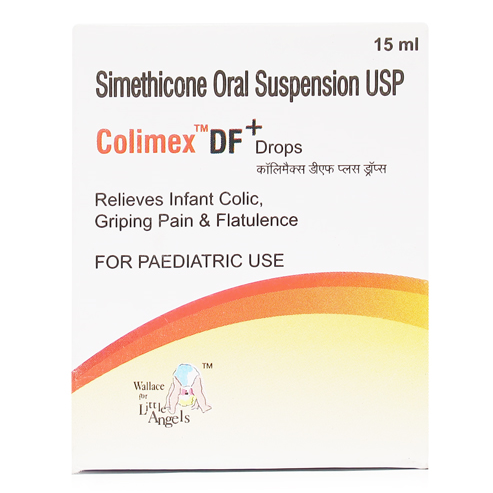 15 ml
Simethicone Oral Suspension USP
Colimex™ DF+ Drops
कॉलिमैक्स डीएफ प्लस ड्रॉप्स
Relieves Infant Colic,
Griping Pain & Flatulence
FOR PAEDIATRIC USE
Wallace
for
Little
Angels
™